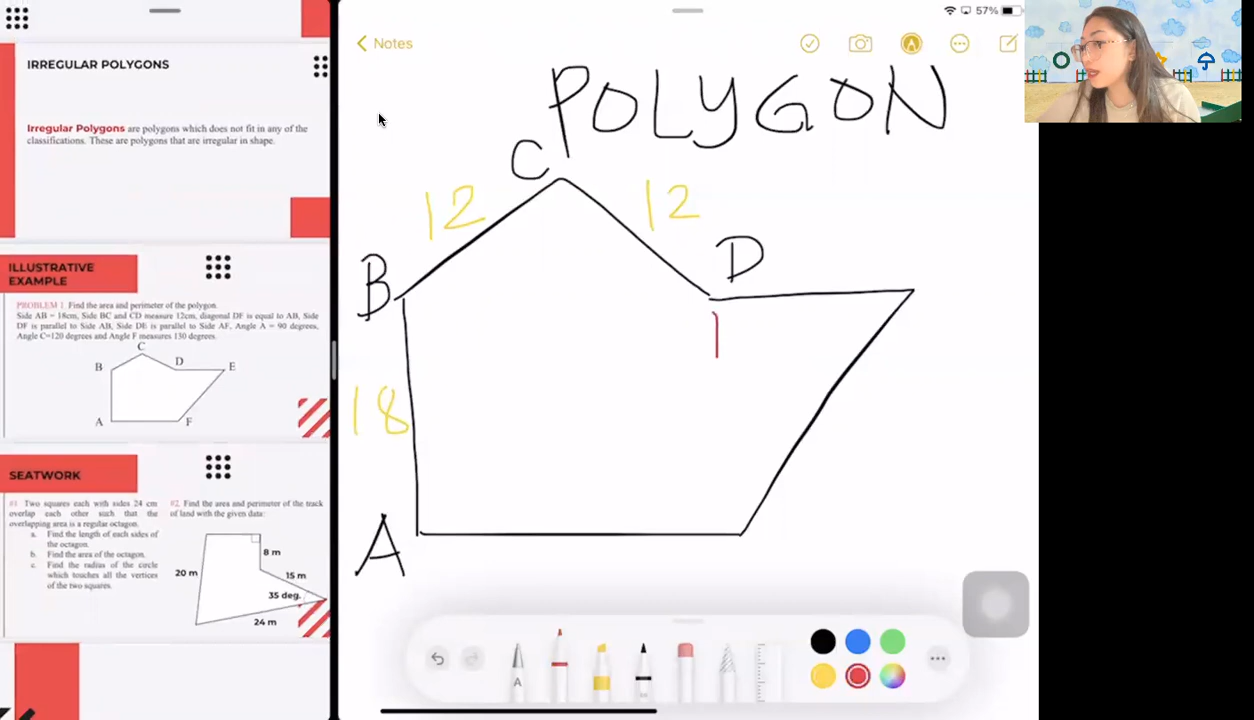 IRREGULAR POLYGONS
Irregular Polygons are polygons which does not fit in any of the
classifications. These are polygons that are irregular in shape.
ILLUSTRATIVE
EXAMPLE
PROBLEM 1. Find the area and perimeter of the polygon.
Side AB = 18cm, Side BC and CD measure 12cm, diagonal DF is equal to AB, Side
DF is parallel to Side AB, Side DE is parallel to Side AF. Angle A = 90 degrees,
Angle C=120 degrees and Angle F measures 130 degrees.
C
B
D
E
A
F
SEATWORK
#1 Two squares each with sides 24 cm
overlap each other such that the
overlapping area is a regular octagon.
a. Find the length of each sides of
the octagon.
b. Find the area of the octagon.
c. Find the radius of the circle
which touches all the vertices
of the two squares.
#2. Find the area and perimeter of the track
of land with the given data:
8 m
20 m
15 m
35 deg.
24 m
57%
Notes
POLYGON
C
12
12
D
B
18
A
A